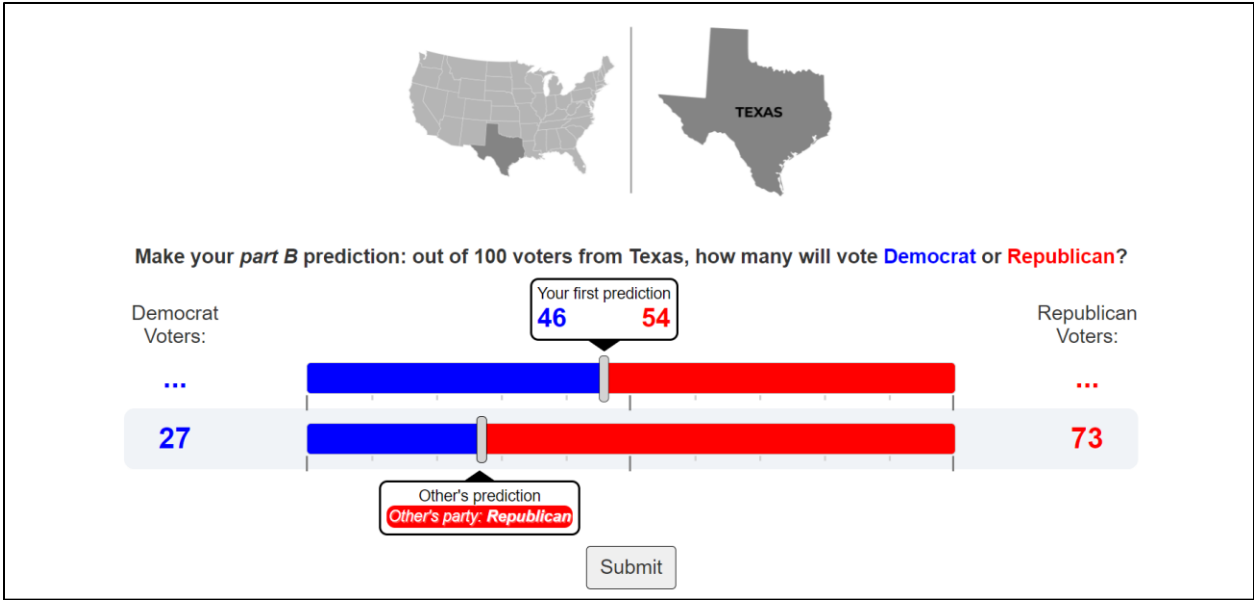 TEXAS
Make your part B prediction: out of 100 voters from Texas, how many will vote Democrat or Republican?
Your first prediction
46 54
Democrat
Voters:
Republican
Voters:
... ...
27 73
Other's prediction
Other's party: Republican
Submit